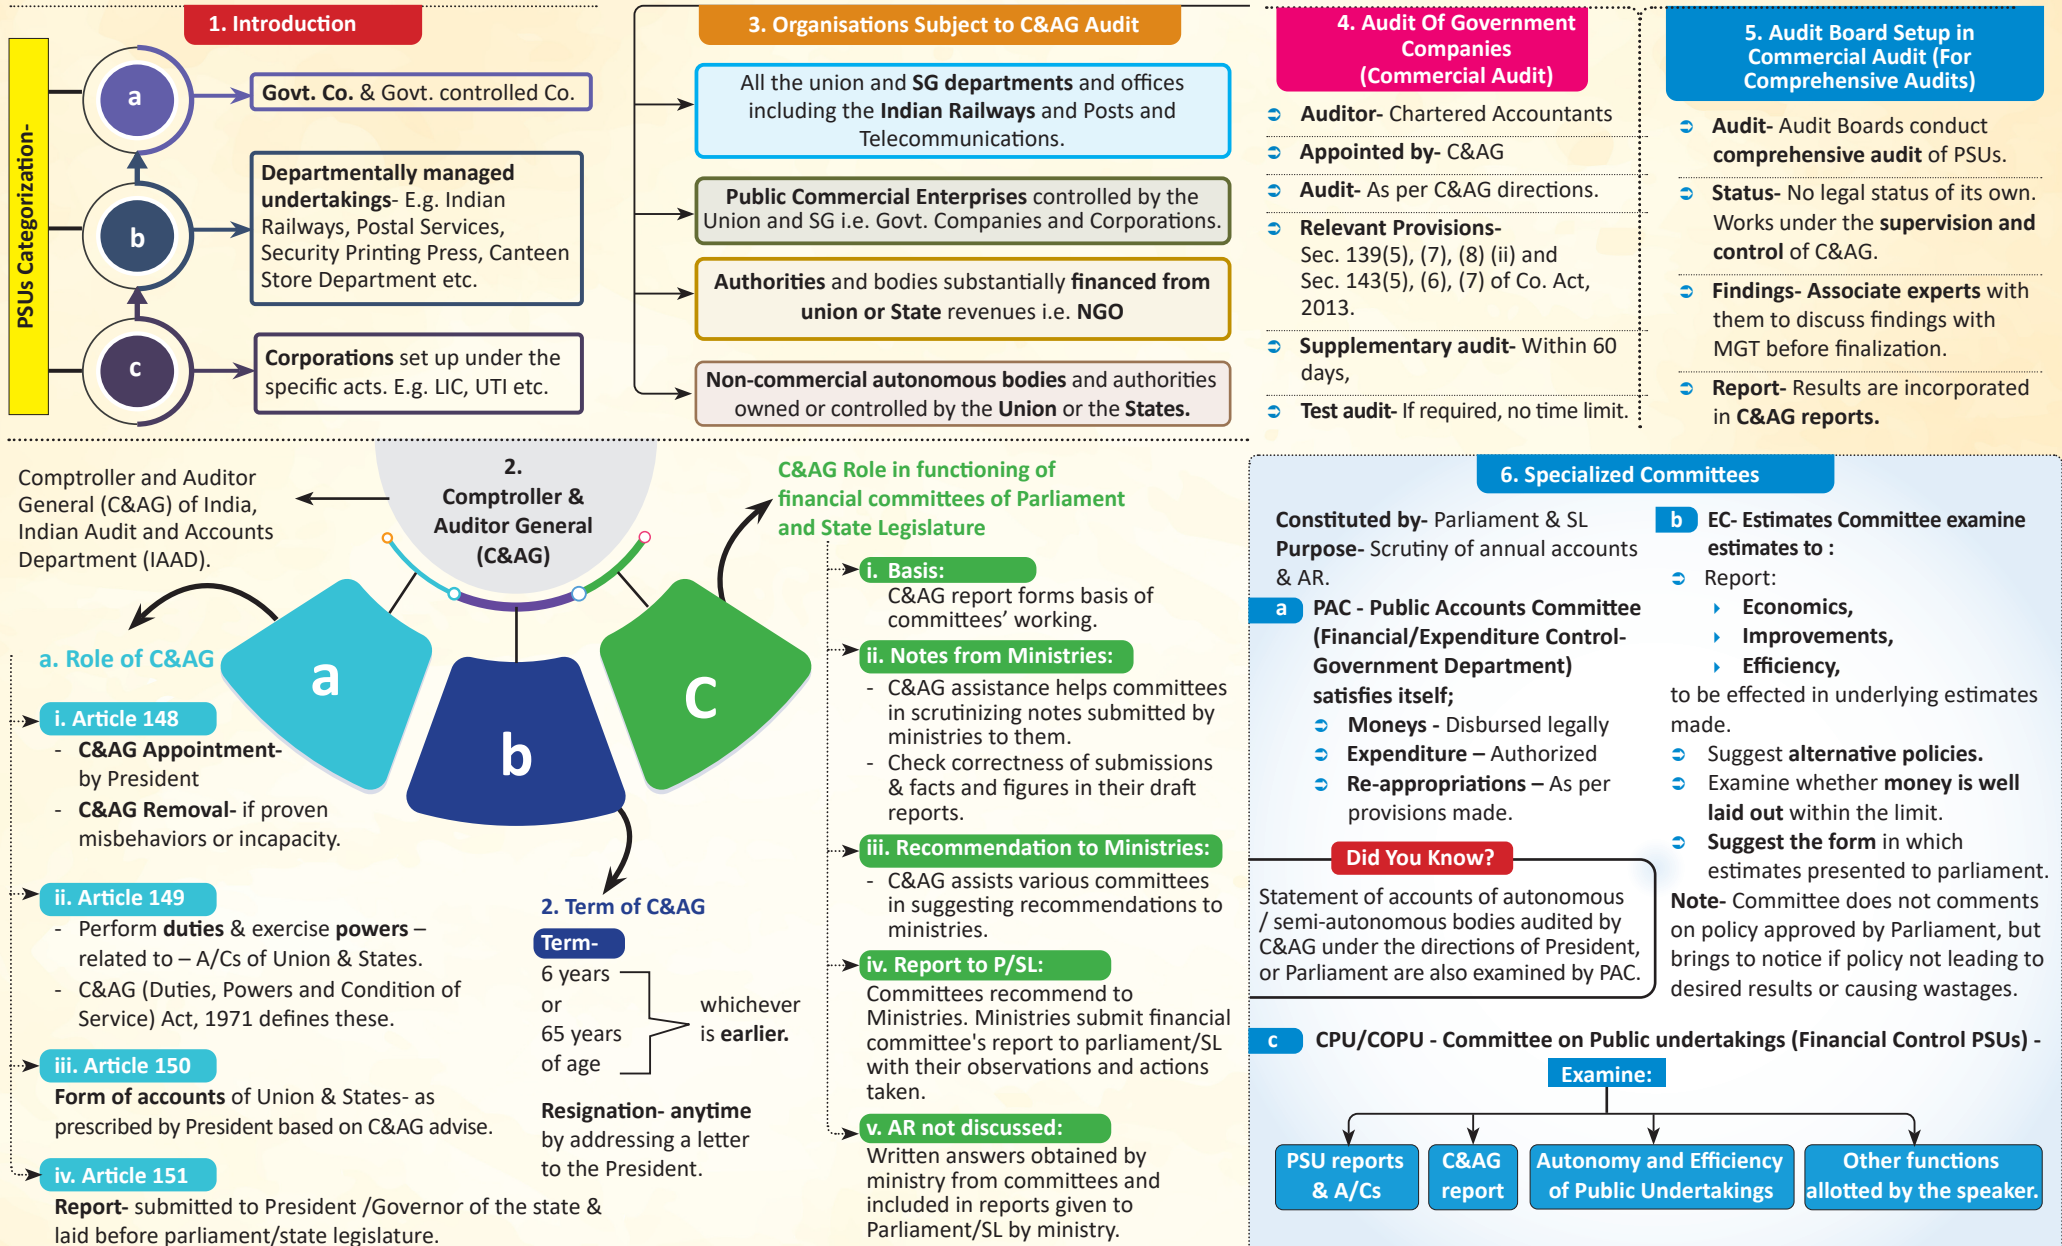 1. Introduction
PSUs Categorization-
a
Govt. Co. & Govt. controlled Co.
b
Departmentally managed
undertakings- E.g. Indian
Railways, Postal Services,
Security Printing Press, Canteen
Store Department etc.
c
Corporations set up under the
specific acts. E.g. LIC, UTI etc.
3. Organisations Subject to C&AG Audit
All the union and SG departments and offices
including the Indian Railways and Posts and
Telecommunications.
Public Commercial Enterprises controlled by the
Union and SG i.e. Govt. Companies and Corporations.
Authorities and bodies substantially financed from
union or State revenues i.e. NGO
Non-commercial autonomous bodies and authorities
owned or controlled by the Union or the States.
4. Audit Of Government
Companies
(Commercial Audit)
Auditor- Chartered Accountants
Appointed by- C&AG
Audit- As per C&AG directions.
Relevant Provisions-
Sec. 139(5), (7), (8) (ii) and
Sec. 143(5), (6), (7) of Co. Act,
2013.
Supplementary audit- Within 60
days,
Test audit- If required, no time limit.
5. Audit Board Setup in
Commercial Audit (For
Comprehensive Audits)
Audit- Audit Boards conduct
comprehensive audit of PSUs.
Status- No legal status of its own.
Works under the supervision and
control of C&AG.
Findings- Associate experts with
them to discuss findings with
MGT before finalization.
Report- Results are incorporated
in C&AG reports.
2.
Comptroller &
Auditor General
(C&AG)
Comptroller and Auditor
General (C&AG) of India,
Indian Audit and Accounts
Department (IAAD).
a
b
C
a. Role of C&AG
i. Article 148
- C&AG Appointment-
by President
- C&AG Removal- if proven
misbehaviors or incapacity.
ii. Article 149
- Perform duties & exercise powers –
related to – A/Cs of Union & States.
- C&AG (Duties, Powers and Condition of
Service) Act, 1971 defines these.
iii. Article 150
Form of accounts of Union & States- as
prescribed by President based on C&AG advise.
iv. Article 151
Report- submitted to President /Governor of the state &
laid before parliament/state legislature.
2. Term of C&AG
Term-
6 years
or
65 years
of age
whichever
is earlier.
Resignation- anytime
by addressing a letter
to the President.
C&AG Role in functioning of
financial committees of Parliament
and State Legislature
i. Basis:
C&AG report forms basis of
committees' working.
ii. Notes from Ministries:
- C&AG assistance helps committees
in scrutinizing notes submitted by
ministries to them.
- Check correctness of submissions
& facts and figures in their draft
reports.
iii. Recommendation to Ministries:
- C&AG assists various committees
in suggesting recommendations to
ministries.
iv. Report to P/SL:
Committees recommend to
Ministries. Ministries submit financial
committee's report to parliament/SL
with their observations and actions
taken.
v. AR not discussed:
Written answers obtained by
ministry from committees and
included in reports given to
Parliament/SL by ministry.
6. Specialized Committees
Constituted by- Parliament & SL
Purpose- Scrutiny of annual accounts
& AR.
a PAC - Public Accounts Committee
(Financial/Expenditure Control-
Government Department)
satisfies itself;
Moneys - Disbursed legally
Expenditure – Authorized
Re-appropriations – As per
provisions made.
Did You Know?
Statement of accounts of autonomous
/ semi-autonomous bodies audited by
C&AG under the directions of President,
or Parliament are also examined by PAC.
b EC- Estimates Committee examine
estimates to :
Report:
Economics,
Improvements,
Efficiency,
to be effected in underlying estimates
made.
Suggest alternative policies.
Examine whether money is well
laid out within the limit.
Suggest the form in which
estimates presented to parliament.
Note- Committee does not comments
on policy approved by Parliament, but
brings to notice if policy not leading to
desired results or causing wastages.
c CPU/COPU - Committee on Public undertakings (Financial Control PSUs) -
Examine:
PSU reports
& A/Cs
C&AG
report
Autonomy and Efficiency
of Public Undertakings
Other functions
allotted by the speaker.